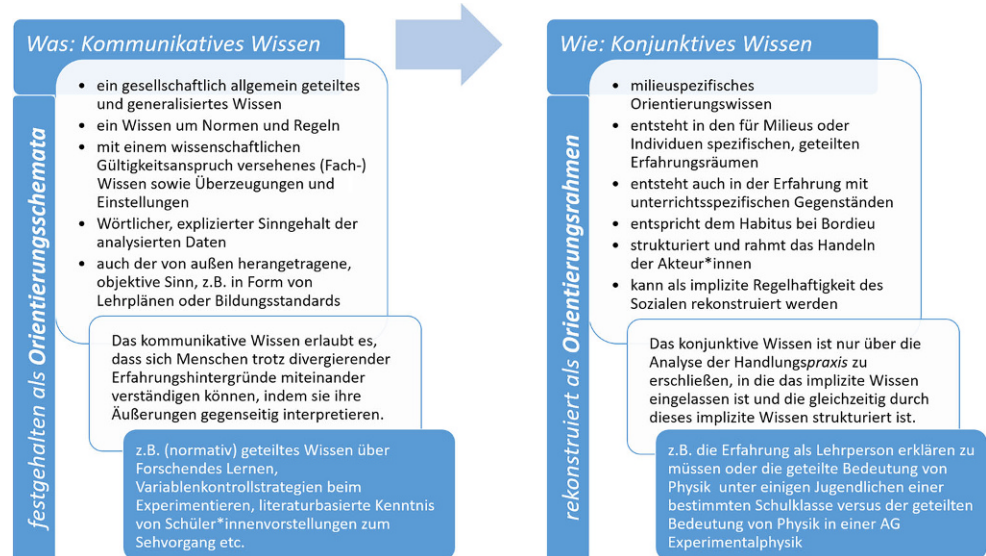 Was: Kommunikatives Wissen
festgehalten als Orientierungsschemata
• ein gesellschaftlich allgemein geteiltes
und generalisiertes Wissen
• ein Wissen um Normen und Regeln
• mit einem wissenschaftlichen
Gültigkeitsanspruch versehenes (Fach-)
Wissen sowie Überzeugungen und
Einstellungen
• Wörtlicher, explizierter Sinngehalt der
analysierten Daten
• auch der von außen herangetragene,
objektive Sinn, z.B. in Form von
Lehrplänen oder Bildungsstandards
Das kommunikative Wissen erlaubt es,
dass sich Menschen trotz divergierender
Erfahrungshintergründe miteinander
verständigen können, indem sie ihre
Äußerungen gegenseitig interpretieren.
z.B. (normativ) geteiltes Wissen über
Forschendes Lernen,
Variablenkontrollstrategien beim
Experimentieren, literaturbasierte Kenntnis
von Schüler*innenvorstellungen zum
Sehvorgang etc.
Wie: Konjunktives Wissen
rekonstruiert als Orientierungsrahmen
• milieuspezifisches
Orientierungswissen
• entsteht in den für Milieus oder
Individuen spezifischen, geteilten
Erfahrungsräumen
• entsteht auch in der Erfahrung mit
unterrichtsspezifischen Gegenständen
• entspricht dem Habitus bei Bordieu
• strukturiert und rahmt das Handeln
der Akteur*innen
• kann als implizite Regelhaftigkeit des
Sozialen rekonstruiert werden
Das konjunktive Wissen ist nur über die
Analyse der Handlungspraxis zu
erschließen, in die das implizite Wissen
eingelassen ist und die gleichzeitig durch
dieses implizite Wissen strukturiert ist.
z.B. die Erfahrung als Lehrperson erklären zu
müssen oder die geteilte Bedeutung von
Physik unter einigen Jugendlichen einer
bestimmten Schulklasse versus der geteilten
Bedeutung von Physik in einer AG
Experimentalphysik